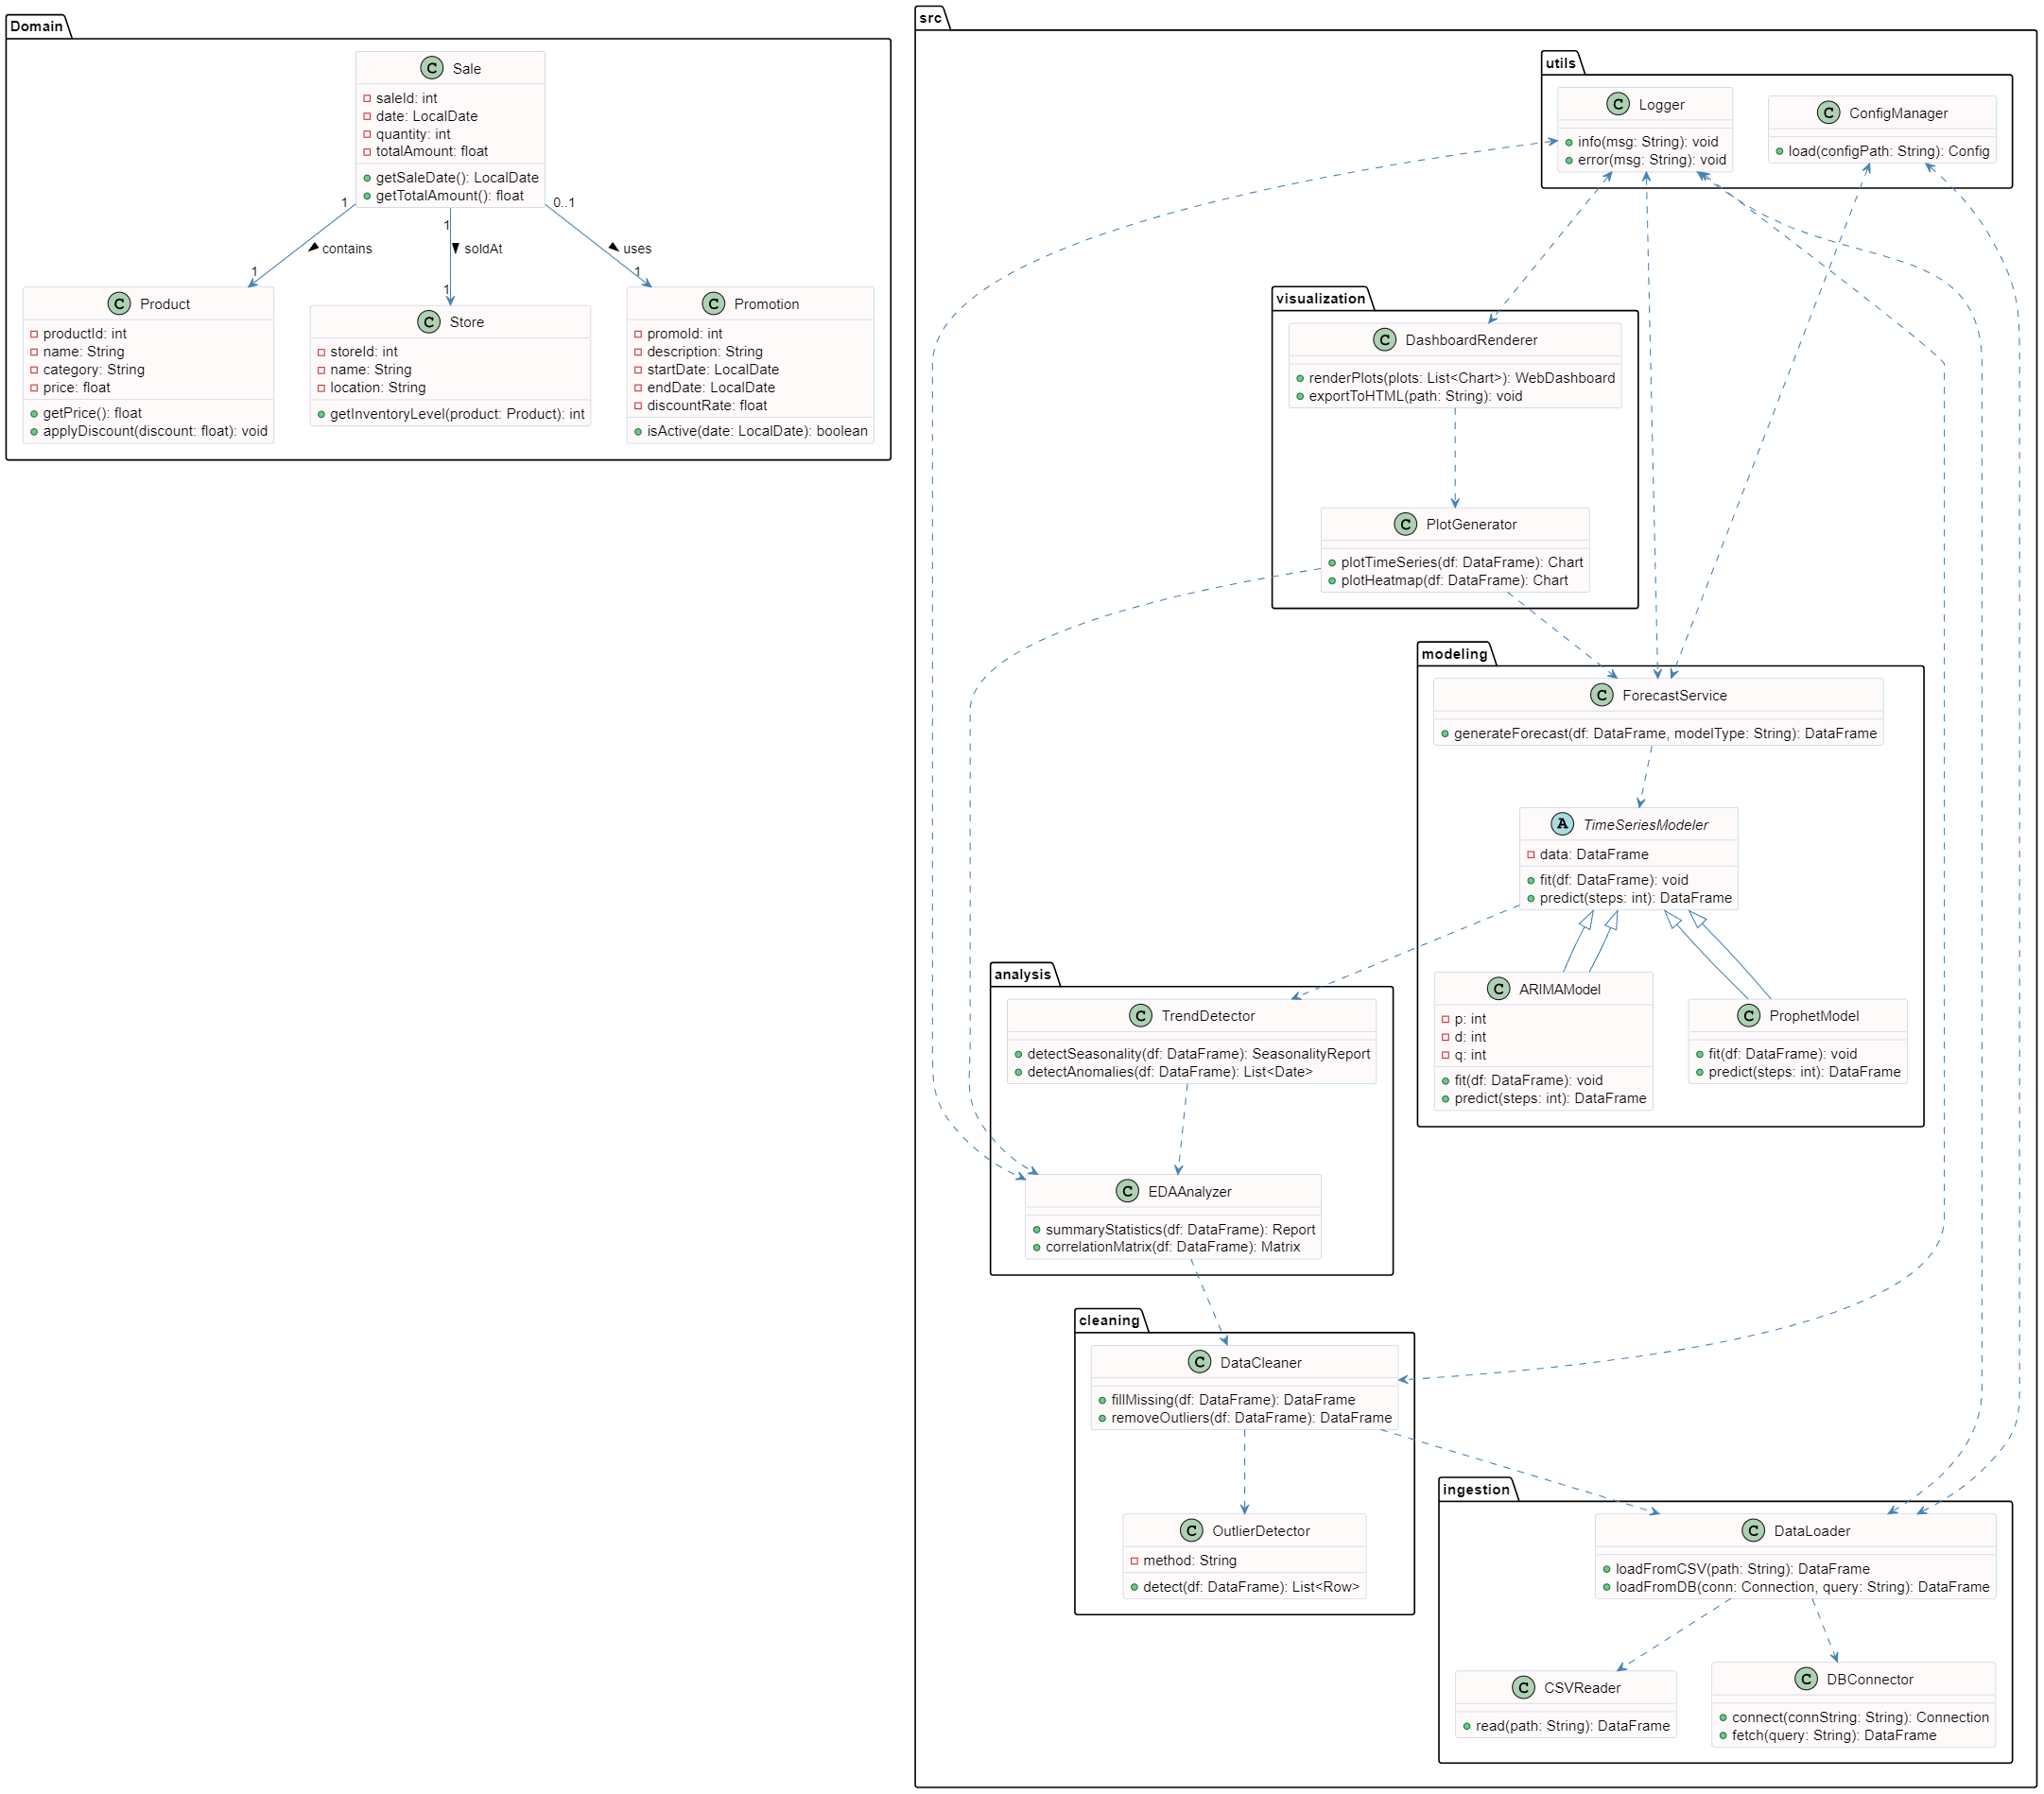 Domain
C Sale
saleId: int
date: LocalDate
quantity: int
totalAmount: float
getSaleDate(): LocalDate
getTotalAmount(): float
1
1
0..1
contains
soldAt
uses
1
1
1
C Product
productId: int
name: String
category: String
price: float
getPrice(): float
applyDiscount(discount: float): void
C Store
storeId: int
name: String
location: String
getInventoryLevel(product: Product): int
C Promotion
promoId: int
description: String
startDate: LocalDate
endDate: LocalDate
discountRate: float
isActive(date: LocalDate): boolean
src
utils
C Logger
info(msg: String): void
error(msg: String): void
C ConfigManager
load(configPath: String): Config
visualization
C DashboardRenderer
renderPlots(plots: List<Chart>): WebDashboard
exportToHTML(path: String): void
C PlotGenerator
plotTimeSeries(df: DataFrame): Chart
plotHeatmap(df: DataFrame): Chart
modeling
C ForecastService
generateForecast(df: DataFrame, modelType: String): DataFrame
A TimeSeriesModeler
data: DataFrame
fit(df: DataFrame): void
predict(steps: int): DataFrame
C ARIMAModel
p: int
d: int
q: int
fit(df: DataFrame): void
predict(steps: int): DataFrame
C ProphetModel
fit(df: DataFrame): void
predict(steps: int): DataFrame
analysis
C TrendDetector
detectSeasonality(df: DataFrame): SeasonalityReport
detectAnomalies(df: DataFrame): List<Date>
C EDAAnalyzer
summaryStatistics(df: DataFrame): Report
correlationMatrix(df: DataFrame): Matrix
cleaning
C DataCleaner
fillMissing(df: DataFrame): DataFrame
removeOutliers(df: DataFrame): DataFrame
C OutlierDetector
method: String
detect(df: DataFrame): List<Row>
ingestion
C DataLoader
loadFromCSV(path: String): DataFrame
loadFromDB(conn: Connection, query: String): DataFrame
C CSVReader
read(path: String): DataFrame
C DBConnector
connect(connString: String): Connection
fetch(query: String): DataFrame